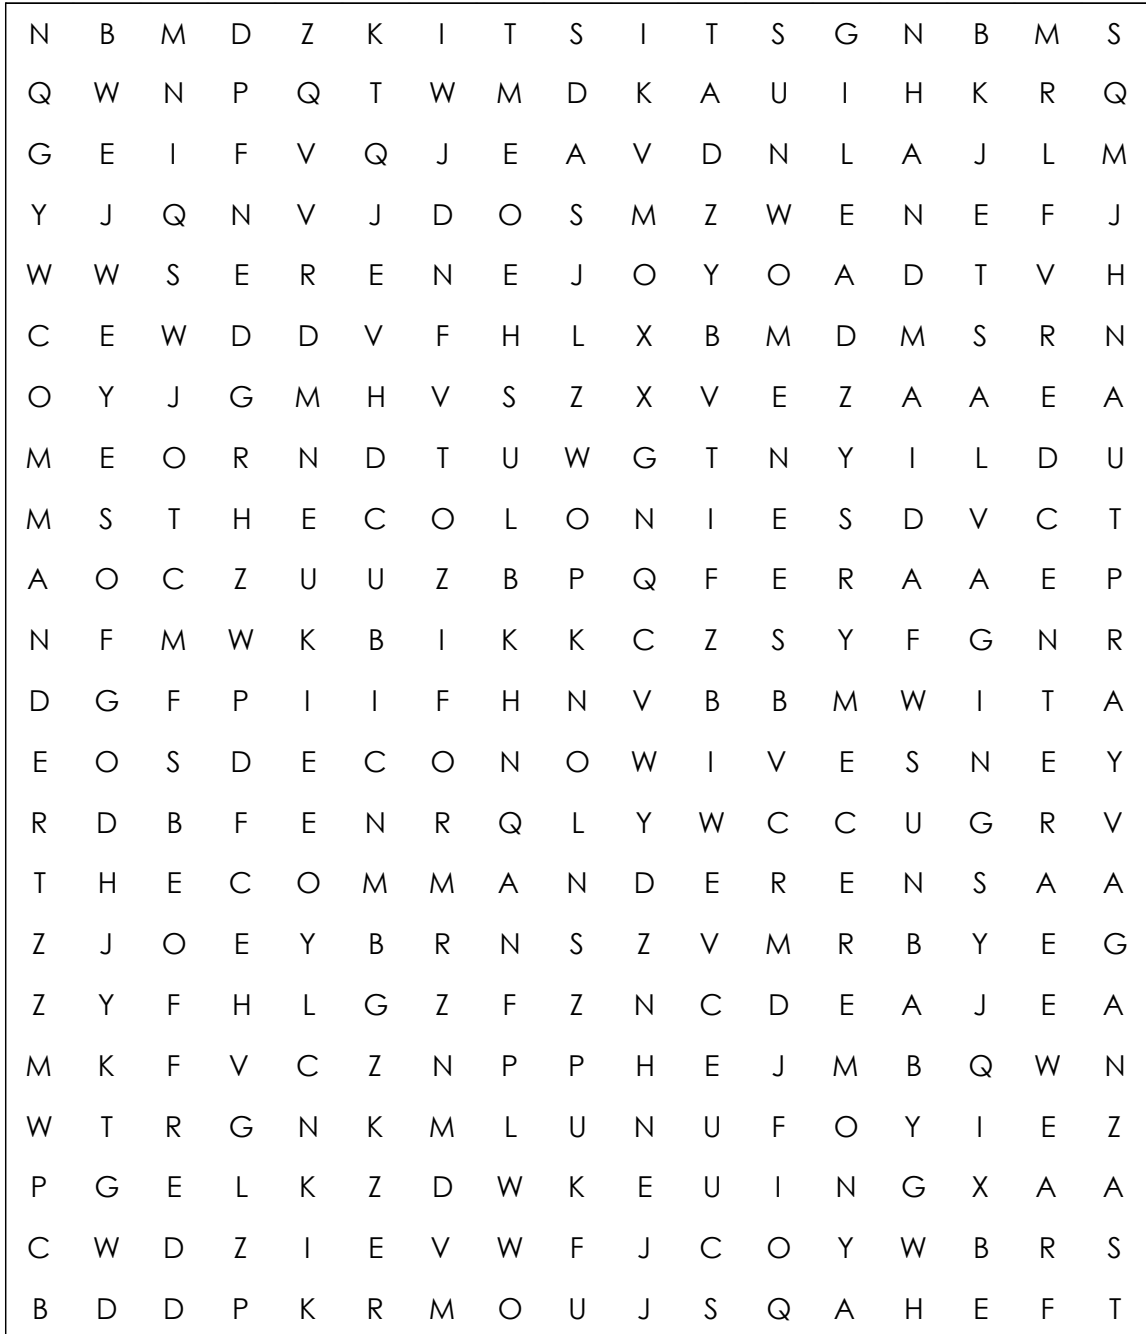 N B M D Z K I T S I T S G N B M S
Q W N P Q T W M D K A U I H K R Q
G E I F V Q J E A V D N L A J L M
Y J Q N V J D O S M Z W E N E F J
W W S E R E N E J O Y O A D T V H
C E W D D V F H L X B M D M S R N
O Y J G M H V S Z X V E Z A A E A
M E O R N D T U W G T N Y I L D U
M S T H E C O L O N I E S D V C T
A O C Z U U Z B P Q F E R A A E P
N F M W K B I K K C Z S Y F G N R
D G F P I I F H N V B B M W I T A
E O S D E C O N O W I V E S N E Y
R D B F E N R Q L Y W C C U G R V
T H E C O M M A N D E R E N S A A
Z J O E Y B R N S Z V M R B Y E G
Z Y F H L G Z F Z N C D E A J E A
M K F V C Z N P P H E J M B Q W N
W T R G N K M L U N U F O Y I E Z
P G E L K Z D W K E U I N G X A A
C W D Z I E V W F J C O Y W B R S
B D D P K R M O U J S Q A H E F T